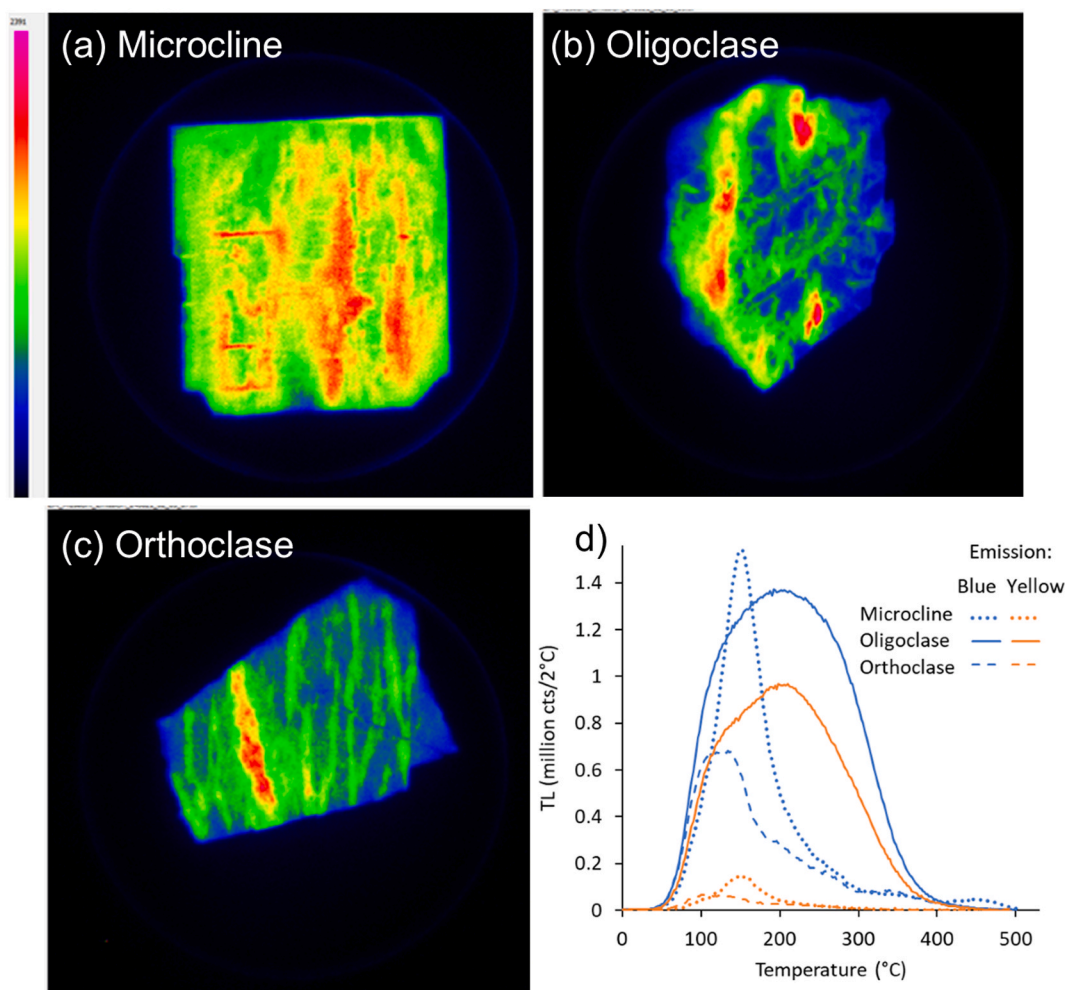 2391
(a) Microcline
(b) Oligoclase
(c) Orthoclase
d)
Emission:
Blue Yellow
Microcline
Oligoclase
Orthoclase
TL (million cts/2°C)
1.4
1.2
1
0.8
0.6
0.4
0.2
0
0 100 200 300 400 500
Temperature (°C)